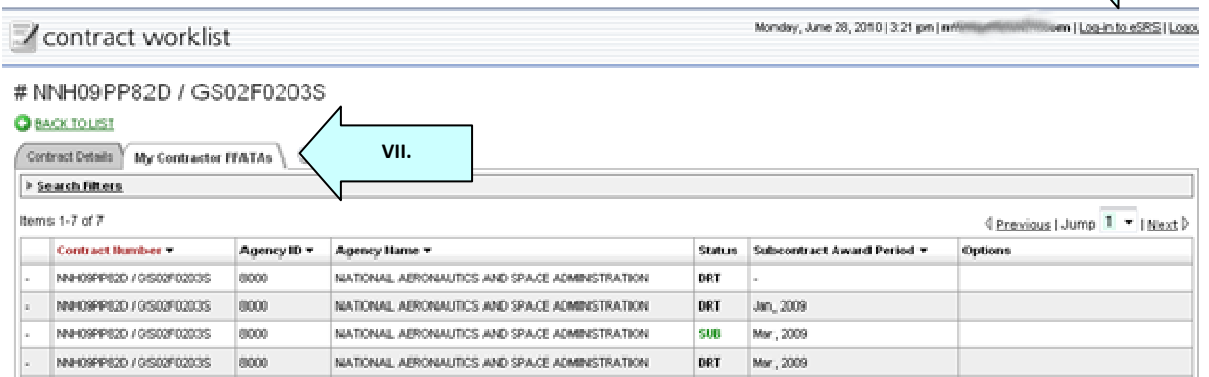 contract worklist
Monday, June 28, 2010 | 3:21 pm | | Log-in to eSRS |
# NNH09PP82D / GS02F0203S
BACK TO LIST
Contract Details My Contractor FFATAs
VII.
Search Filters
Items: 1-7 of 7
Previous | Jump 1 | Next
Contract Number Agency ID Agency Name Status Subcontract Award Period Options
- NNH09PP82D / GS02F0203S 8000 NATIONAL AERONAUTICS AND SPACE ADMINISTRATION DRT -
- NNH09PP82D / GS02F0203S 8000 NATIONAL AERONAUTICS AND SPACE ADMINISTRATION DRT Jan_ 2009
- NNH09PP82D / GS02F0203S 8000 NATIONAL AERONAUTICS AND SPACE ADMINISTRATION SUB Mar , 2009
- NNH09PP82D / GS02F0203S 8000 NATIONAL AERONAUTICS AND SPACE ADMINISTRATION DRT Mar , 2009